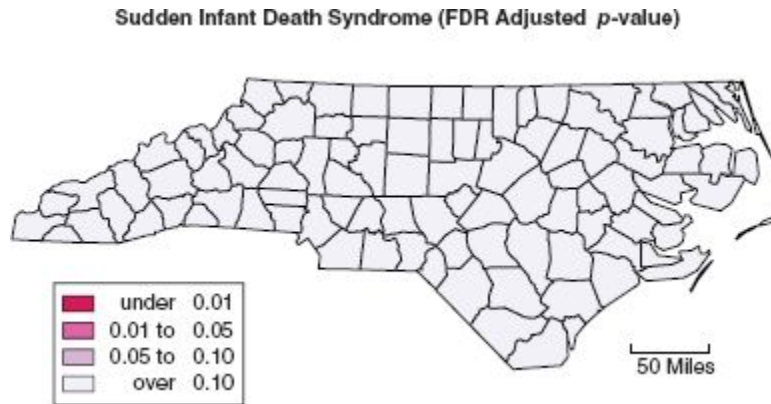 Sudden Infant Death Syndrome (FDR Adjusted p-value)
under 0.01
0.01 to 0.05
0.05 to 0.10
over 0.10
50 Miles